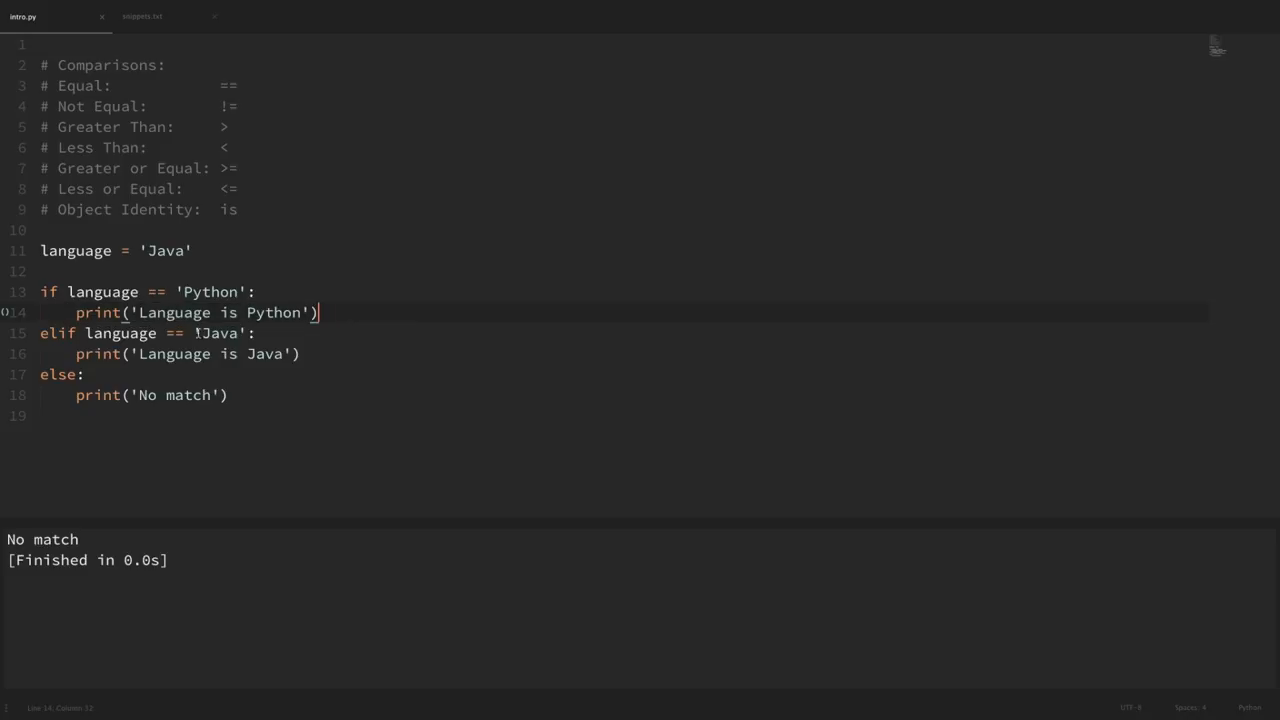 intro.py × snippets.txt ×
1
2 # Comparisons:
3 # Equal: ==
4 # Not Equal: !=
5 # Greater Than: >
6 # Less Than: <
7 # Greater or Equal: >=
8 # Less or Equal: <=
9 # Object Identity: is
10
11 language = 'Java'
12
13 if language == 'Python':
14     print('Language is Python')
15 elif language == 'Java':
16     print('Language is Java')
17 else:
18     print('No match')
19
No match
[Finished in 0.0s]
Line 14, Column 32 UTF-8 Spaces: 4 Python